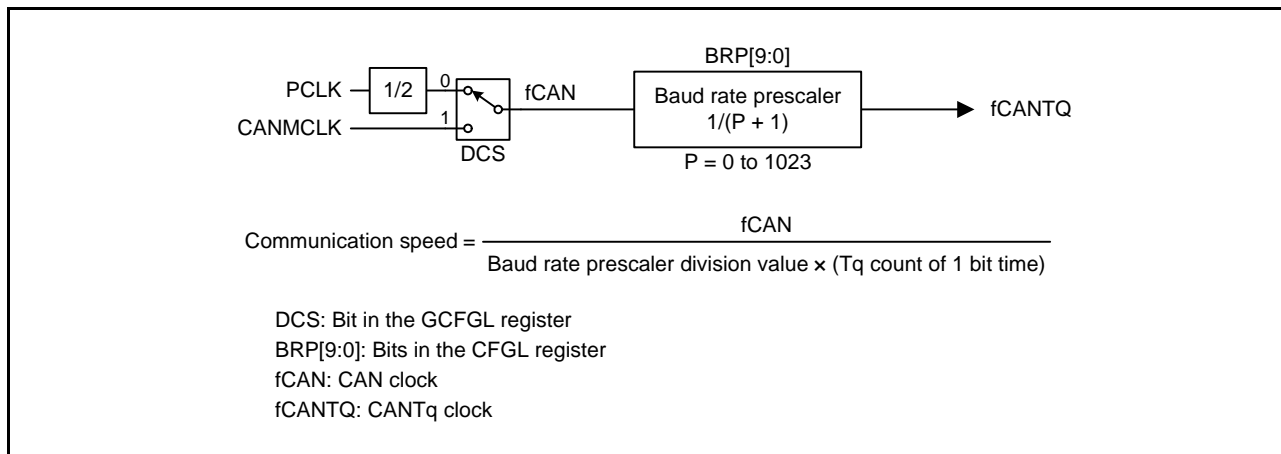 BRP[9:0]
PCLK
1/2
0
fCAN
Baud rate prescaler
1/(P + 1)
fCANTQ
CANMCLK
1
DCS
P = 0 to 1023
fCAN
Communication speed =
Baud rate prescaler division value × (Tq count of 1 bit time)
DCS: Bit in the GCFGL register
BRP[9:0]: Bits in the CFGL register
fCAN: CAN clock
fCANTQ: CANTq clock